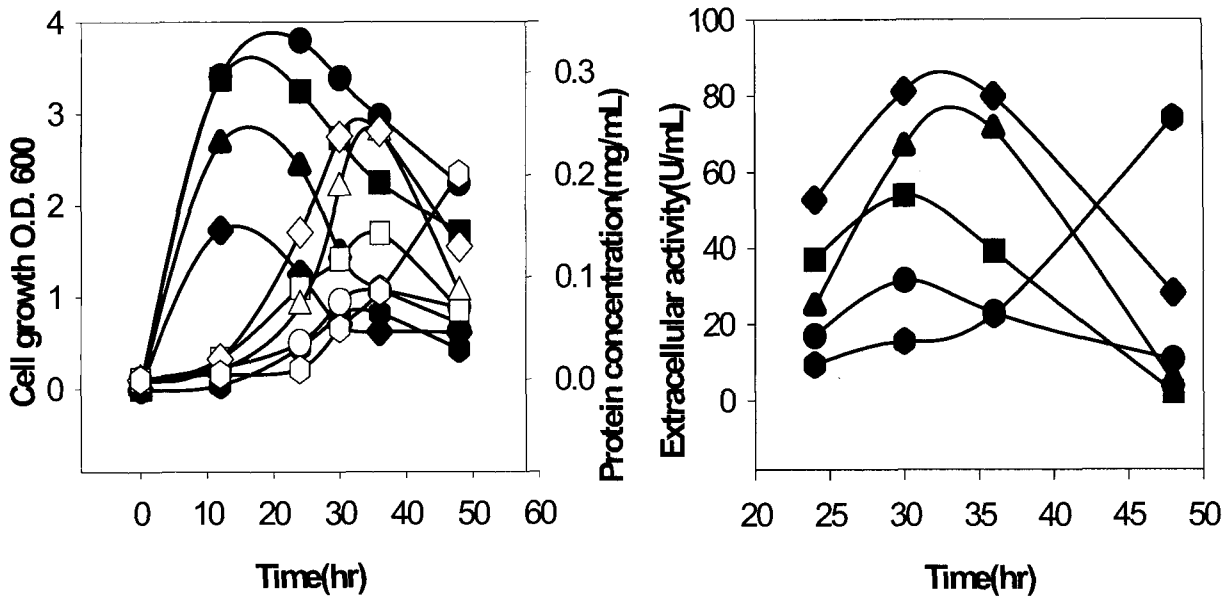 4
3
2
1
0
Cell growth O.D. 600
0.3
0.2
0.1
0.0
Protein concentration(mg/mL)
0 10 20 30 40 50 60
Time(hr)
100
80
60
40
20
0
Extracellular activity(U/mL)
20 25 30 35 40 45 50
Time(hr)